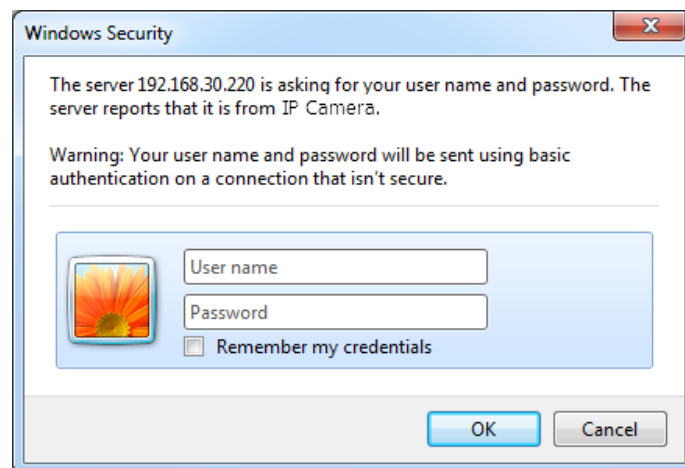 Windows Security
The server 192.168.30.220 is asking for your user name and password. The
server reports that it is from IP Camera.
Warning: Your user name and password will be sent using basic
authentication on a connection that isn't secure.
User name
Password
Remember my credentials
OK
Cancel